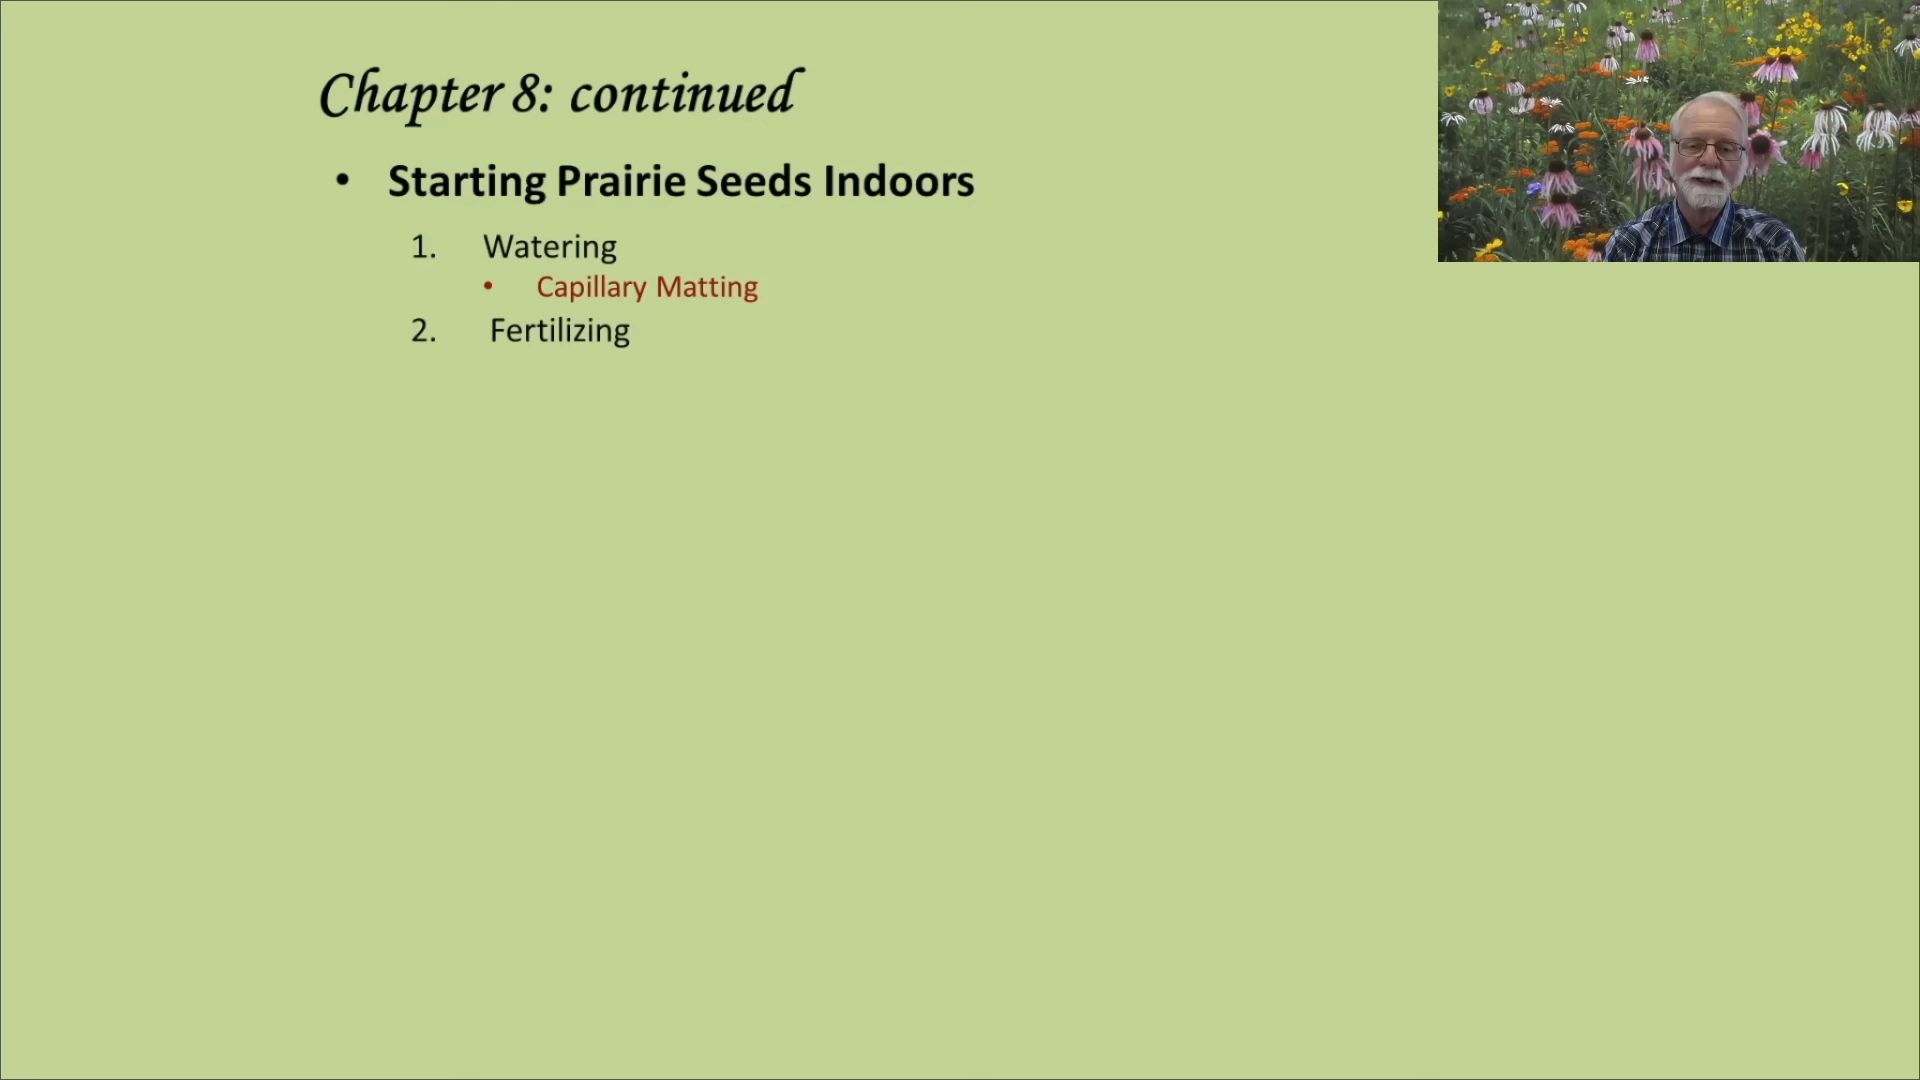 Chapter 8: continued
• Starting Prairie Seeds Indoors
1. Watering
• Capillary Matting
2. Fertilizing